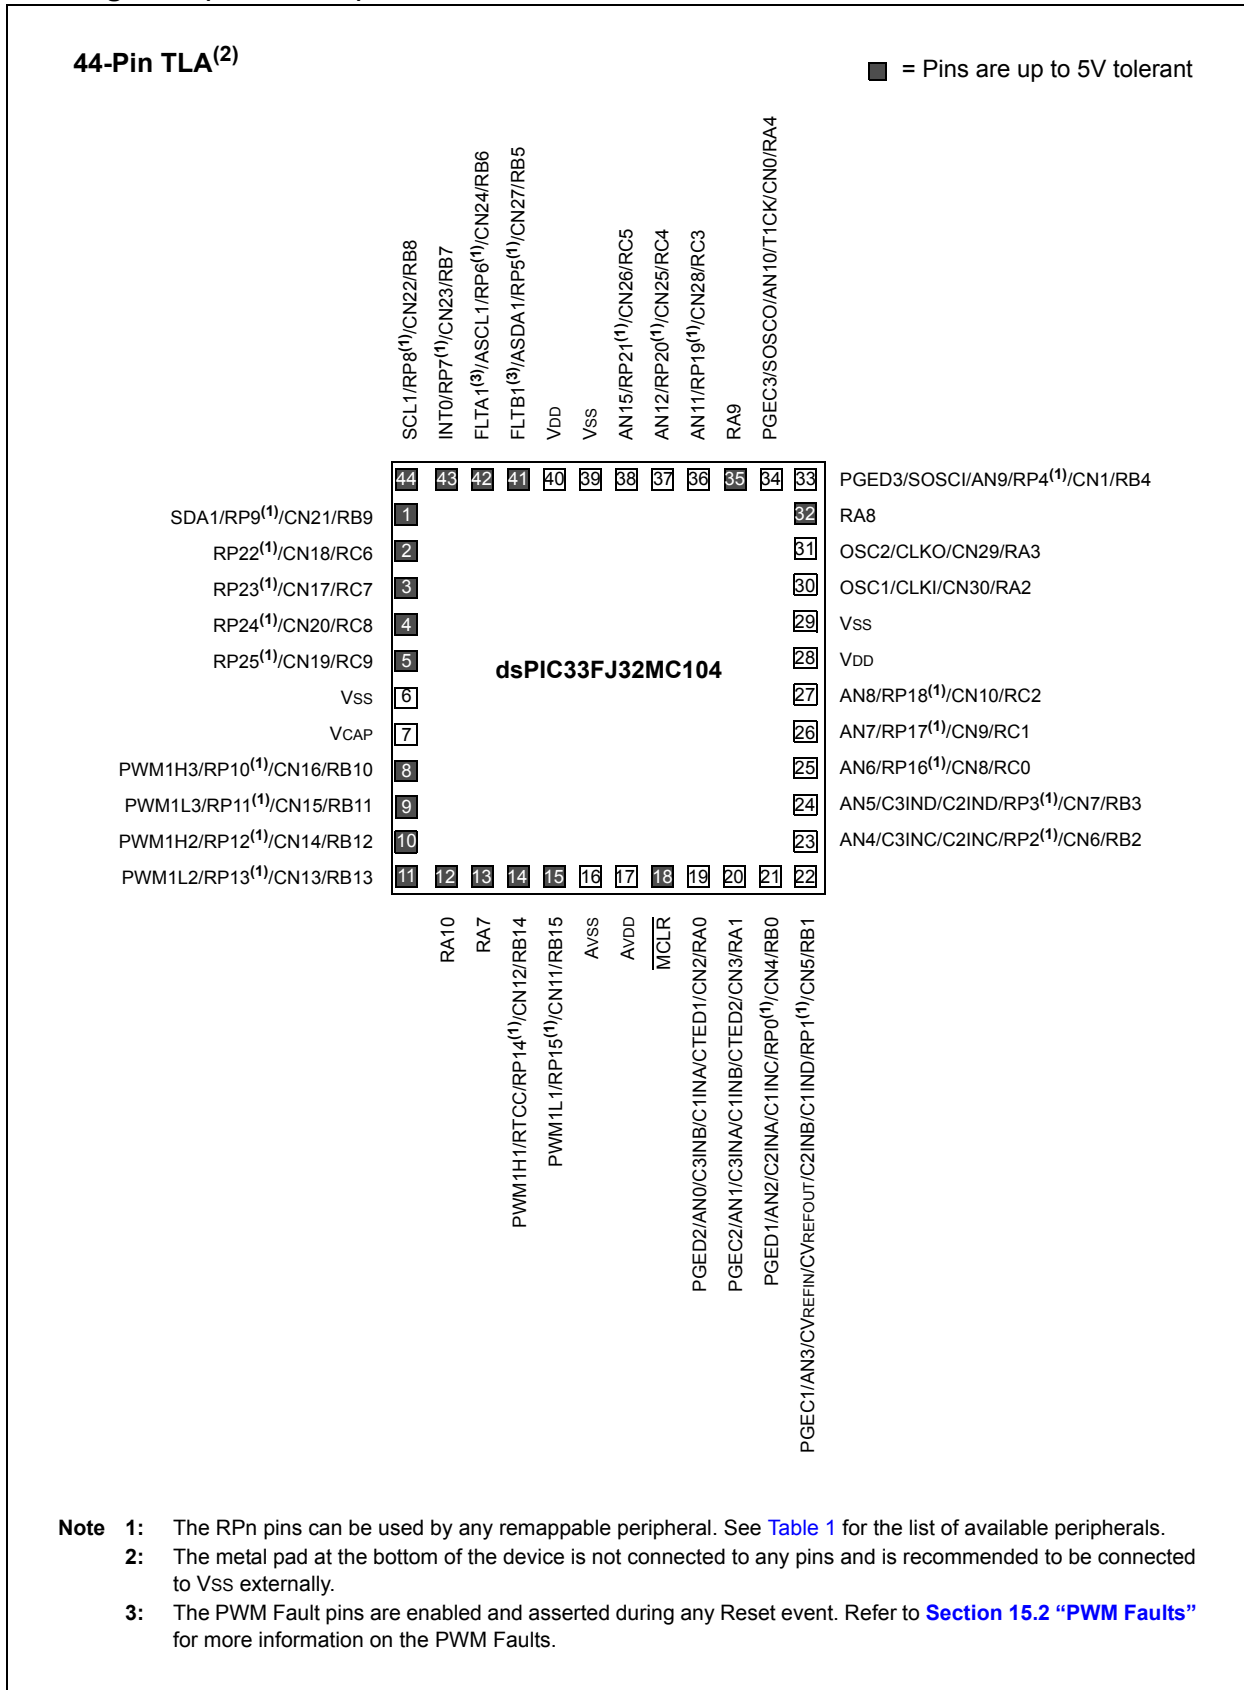 44-Pin TLA(2)
= Pins are up to 5V tolerant
SCL1/RP8(1)/CN22/RB8
INT0/RP7(1)/CN23/RB7
FLTA1(3)/ASCL1/RP6(1)/CN24/RB6
FLTB1(3)/ASDA1/RP5(1)/CN27/RB5
VDD
VSS
AN15/RP21(1)/CN26/RC5
AN12/RP20(1)/CN25/RC4
AN11/RP19(1)/CN28/RC3
RA9
PGEC3/SOSCO/AN10/T1CK/CN0/RA4
44 43 42 41 40 39 38 37 36 35 34 33 PGED3/SOSCI/AN9/RP4(1)/CN1/RB4
SDA1/RP9(1)/CN21/RB9 1 32 RA8
RP22(1)/CN18/RC6 2 31 OSC2/CLKO/CN29/RA3
RP23(1)/CN17/RC7 3 30 OSC1/CLKI/CN30/RA2
RP24(1)/CN20/RC8 4 29 VSS
RP25(1)/CN19/RC9 5 dsPIC33FJ32MC104 28 VDD
VSS 6 27 AN8/RP18(1)/CN10/RC2
VCAP 7 26 AN7/RP17(1)/CN9/RC1
PWM1H3/RP10(1)/CN16/RB10 8 25 AN6/RP16(1)/CN8/RC0
PWM1L3/RP11(1)/CN15/RB11 9 24 AN5/C3IND/C2IND/RP3(1)/CN7/RB3
PWM1H2/RP12(1)/CN14/RB12 10 23 AN4/C3INC/C2INC/RP2(1)/CN6/RB2
PWM1L2/RP13(1)/CN13/RB13 11 12 13 14 15 16 17 18 19 20 21 22
RA10
RA7
PWM1H1/RTCC/RP14(1)/CN12/RB14
PWM1L1/RP15(1)/CN11/RB15
AVSS
AVDD
MCLR
PGED2/AN0/C3INB/C1INA/CTED1/CN2/RA0
PGEC2/AN1/C3INA/C1INB/CTED2/CN3/RA1
PGED1/AN2/C2INA/C1INC/RP0(1)/CN4/RB0
PGEC1/AN3/CVREFIN/CVREFOUT/C2INB/C1IND/RP1(1)/CN5/RB1
Note 1: The RPn pins can be used by any remappable peripheral. See Table 1 for the list of available peripherals.
2: The metal pad at the bottom of the device is not connected to any pins and is recommended to be connected
to VSS externally.
3: The PWM Fault pins are enabled and asserted during any Reset event. Refer to Section 15.2 “PWM Faults”
for more information on the PWM Faults.